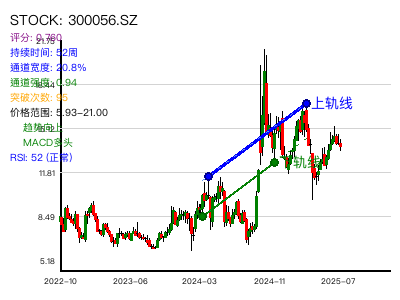 STOCK: 300056.SZ
评分: 0.780
21.75
持续时间: 52周
通道宽度: 20.8%
通道强度: 0.94
突破次数: 95
价格范围: 5.93-21.00
趋势向上
MACD多头
RSI: 52 (正常)
上轨线
轨线
11.81
8.49
5.18
2022-10
2023-06
2024-03
2024-11
2025-07